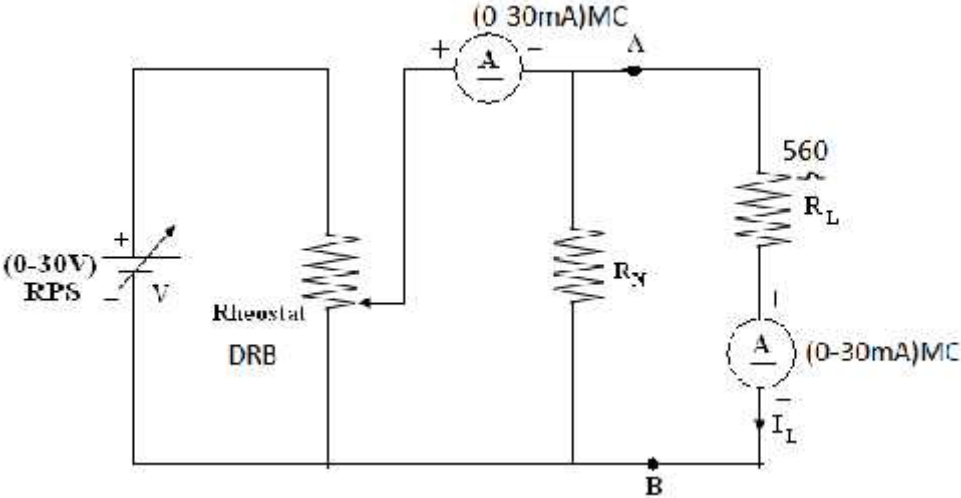 (0-30mA)MC
+ A − A
560
R_L
(0-30V)
RPS
+
− V
Rheostat
DRB
R_N
+
A
(0-30mA)MC
−
I_L
B